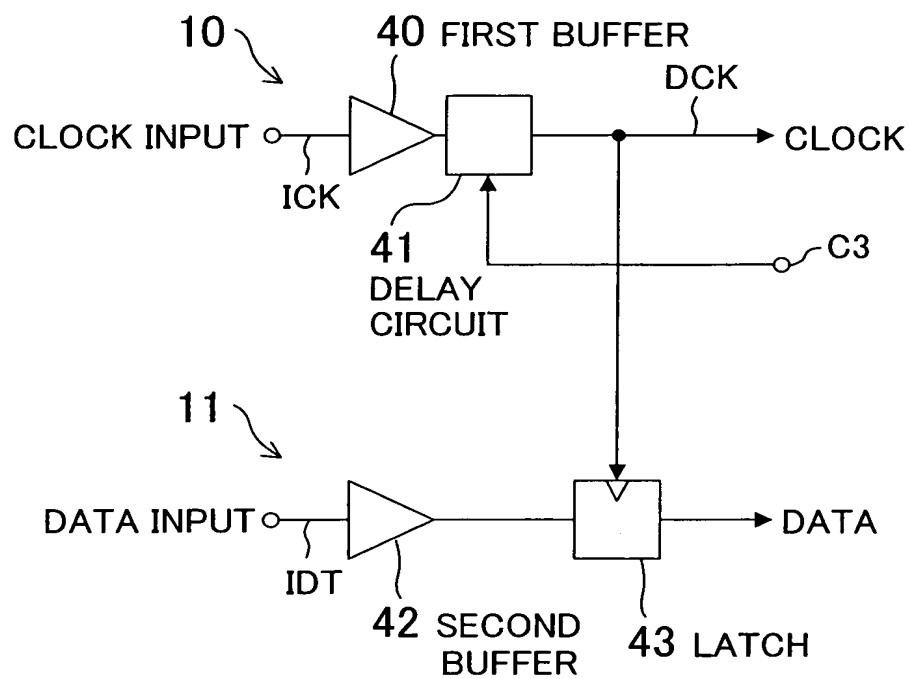 10
40 FIRST BUFFER
DCK
CLOCK INPUT
CLOCK
ICK
41
DELAY
CIRCUIT
C3
11
DATA INPUT
DATA
IDT
42 SECOND
BUFFER
43 LATCH